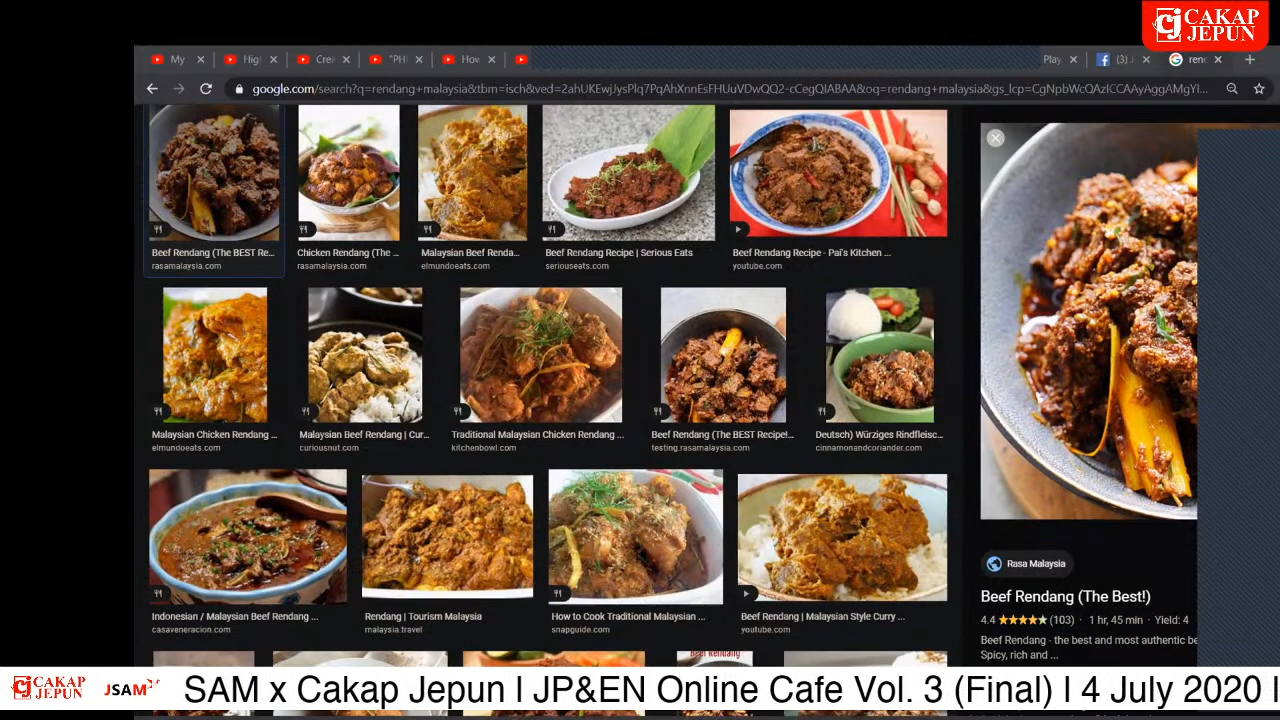 CAKAP
JEPUN
My
Hig
Crea
"PH
How
Play
(3) J
ren
google.com/search?q=rendang+malaysia&tbm=isch&ved=
Beef Rendang (The BEST Re...
rasamalaysia.com
Chicken Rendang (The ...
rasamalaysia.com
Malaysian Beef Renda...
elmundoeats.com
Beef Rendang Recipe | Serious Eats
seriouseats.com
Beef Rendang Recipe - Pai's Kitchen ...
youtube.com
Malaysian Chicken Rendang ...
elmundoeats.com
Malaysian Beef Rendang | Cur...
curiousnut.com
Traditional Malaysian Chicken Rendang ...
kitchenbowl.com
Beef Rendang (The BEST Recipe!...
testing.rasamalaysia.com
Deutsch) Würziges Rindfleisc...
cinnamonandcoriander.com
Indonesian / Malaysian Beef Rendang ...
casaveneracion.com
Rendang | Tourism Malaysia
malaysia.travel
How to Cook Traditional Malaysian ...
snapguide.com
Beef Rendang | Malaysian Style Curry ...
youtube.com
Rasa Malaysia
Beef Rendang (The Best!)
4.4 ★★★★★ (103) · 1 hr, 45 min · Yield: 4
Beef Rendang - the best and most authentic be
Spicy, rich and ...
Beef Rendang
CAKAP
JEPUN
JSAM
SAM x Cakap Jepun I JP&EN Online Cafe Vol. 3 (Final) I 4 July 2020 I